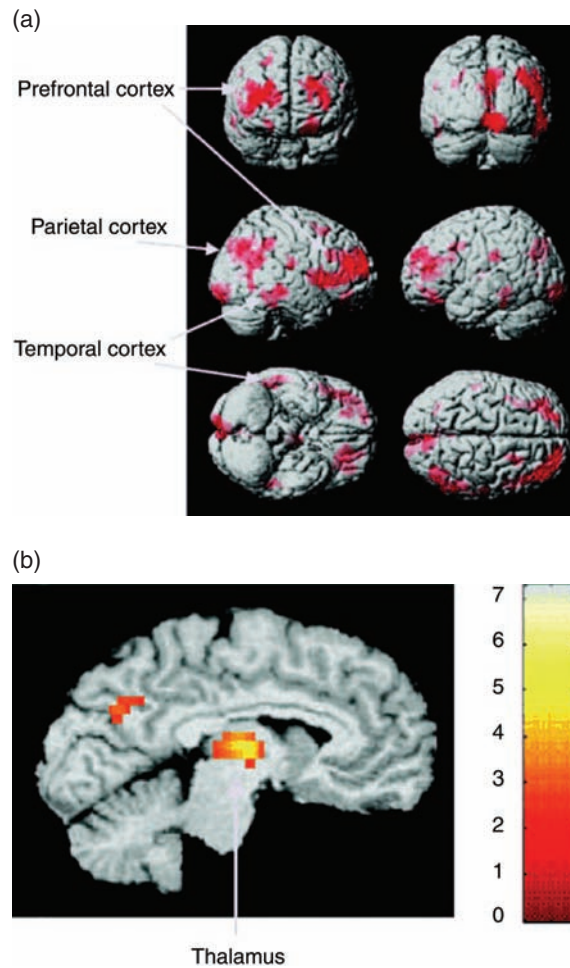 (a)
Prefrontal cortex
Parietal cortex
Temporal cortex
(b)
7
6
5
4
3
2
1
0
Thalamus